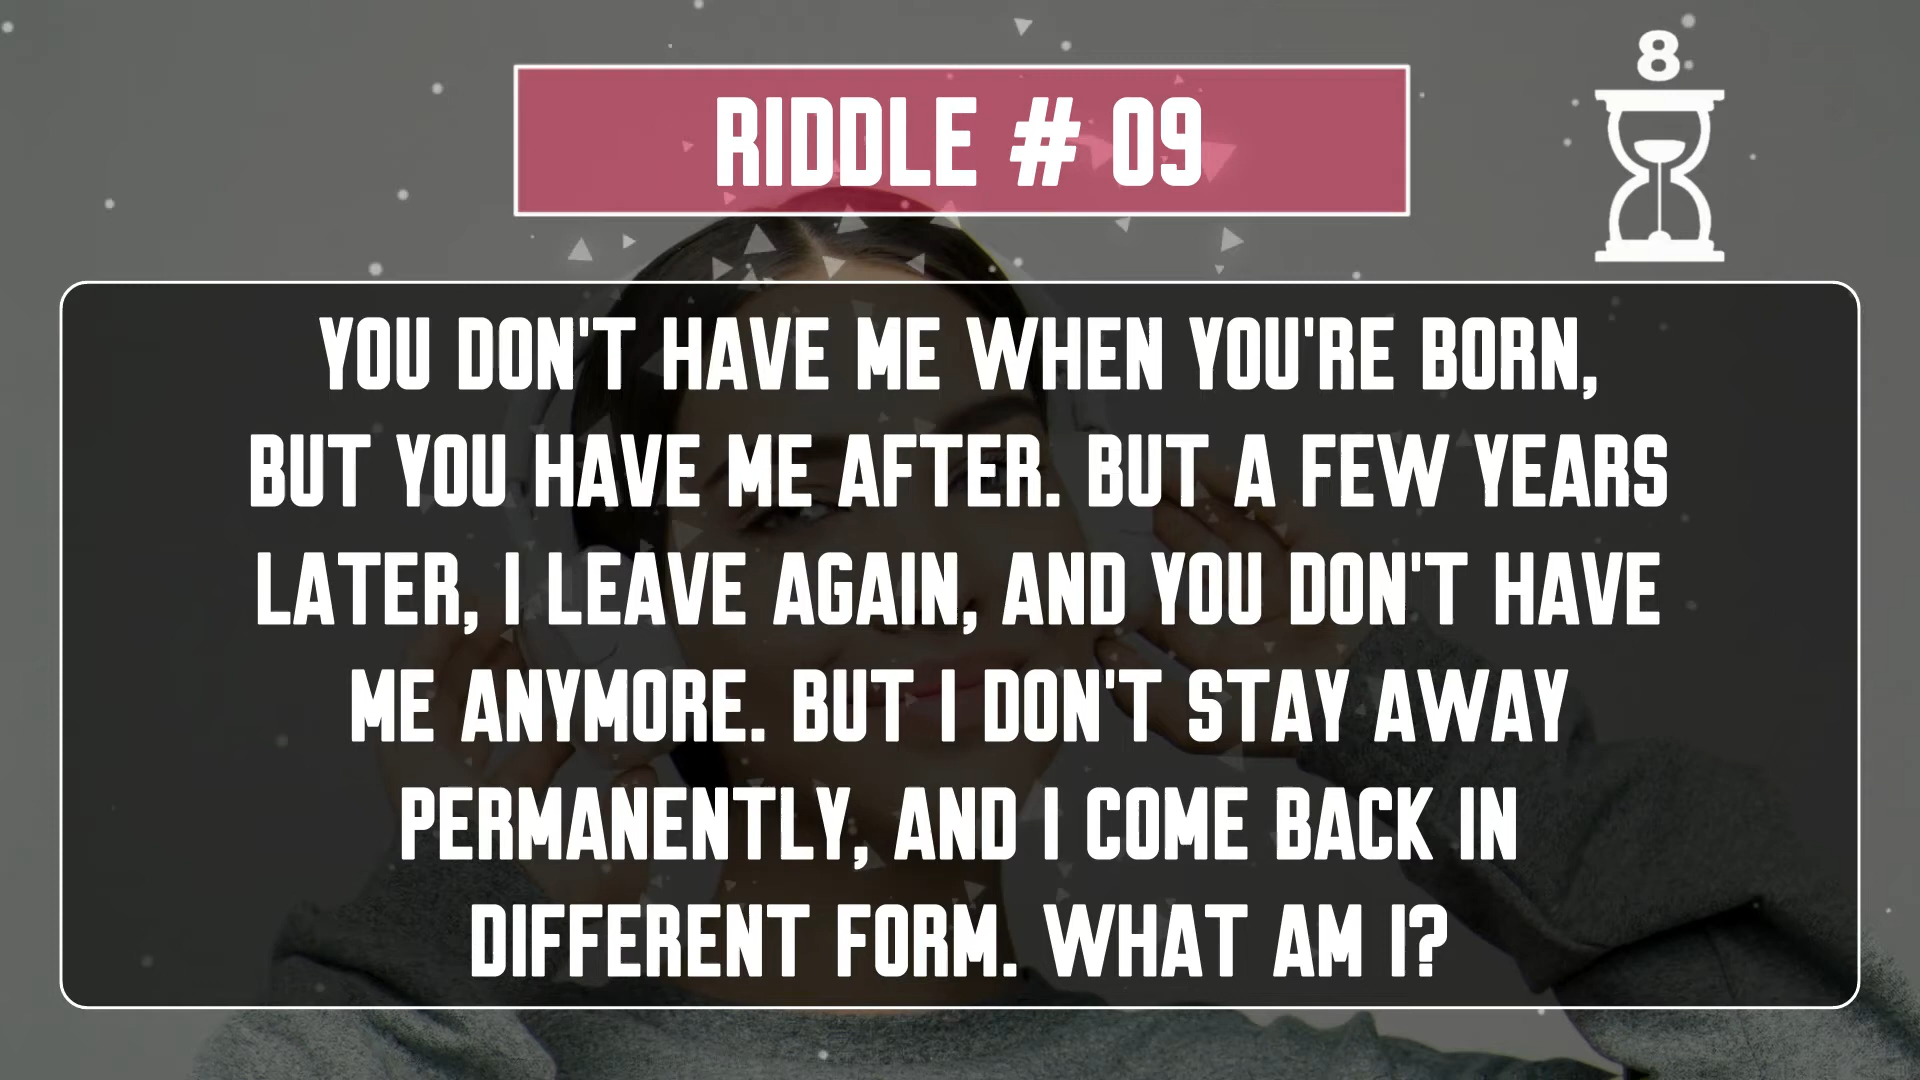 8
RIDDLE # 09
YOU DON'T HAVE ME WHEN YOU'RE BORN,
BUT YOU HAVE ME AFTER. BUT A FEW YEARS
LATER, I LEAVE AGAIN, AND YOU DON'T HAVE
ME ANYMORE. BUT I DON'T STAY AWAY
PERMANENTLY, AND I COME BACK IN
DIFFERENT FORM. WHAT AM I?